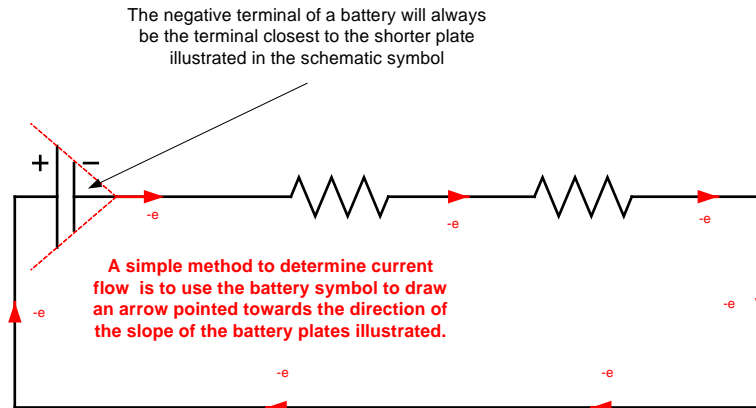 The negative terminal of a battery will always
be the terminal closest to the shorter plate
illustrated in the schematic symbol
+ −
-e
-e
-e
A simple method to determine current
flow is to use the battery symbol to draw
an arrow pointed towards the direction of
the slope of the battery plates illustrated.
-e
-e
-e
-e